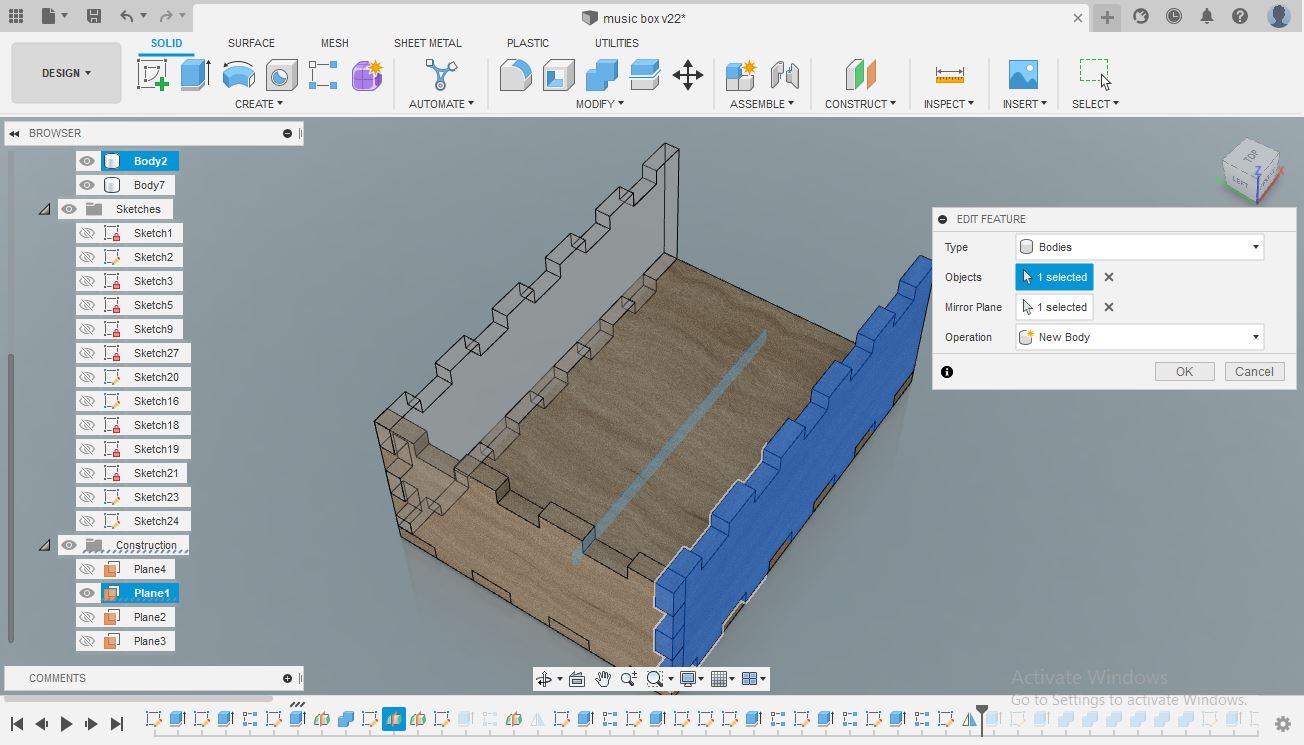 music box v22*
SOLID SURFACE MESH SHEET METAL PLASTIC UTILITIES
DESIGN
CREATE AUTOMATE MODIFY ASSEMBLE CONSTRUCT INSPECT INSERT SELECT
BROWSER
Body2
Body7
Sketches
Sketch1
Sketch2
Sketch3
Sketch5
Sketch9
Sketch27
Sketch20
Sketch16
Sketch18
Sketch19
Sketch21
Sketch23
Sketch24
Construction
Plane4
Plane1
Plane2
Plane3
COMMENTS
TOP
LEFT
Z
X
EDIT FEATURE
Type Bodies
Objects 1 selected
Mirror Plane 1 selected
Operation New Body
OK Cancel
Activate Windows
Go to Settings to activate Windows.